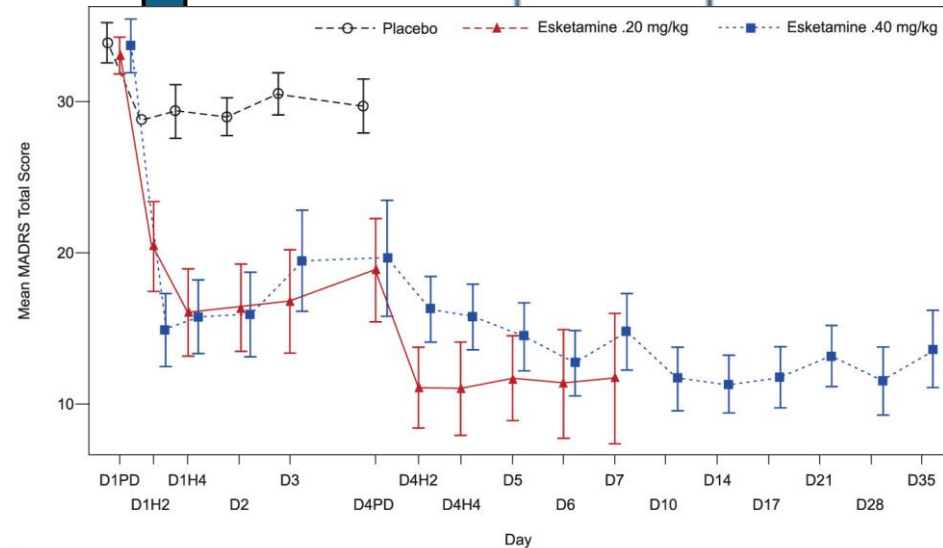 Placebo Esketamine .20 mg/kg Esketamine .40 mg/kg
30
20
10
Mean MADRS Total Score
D1PD D1H4 D3 D4H2 D5 D7 D14 D21 D35
D1H2 D2 D4PD D4H4 D6 D10 D17 D28
Day